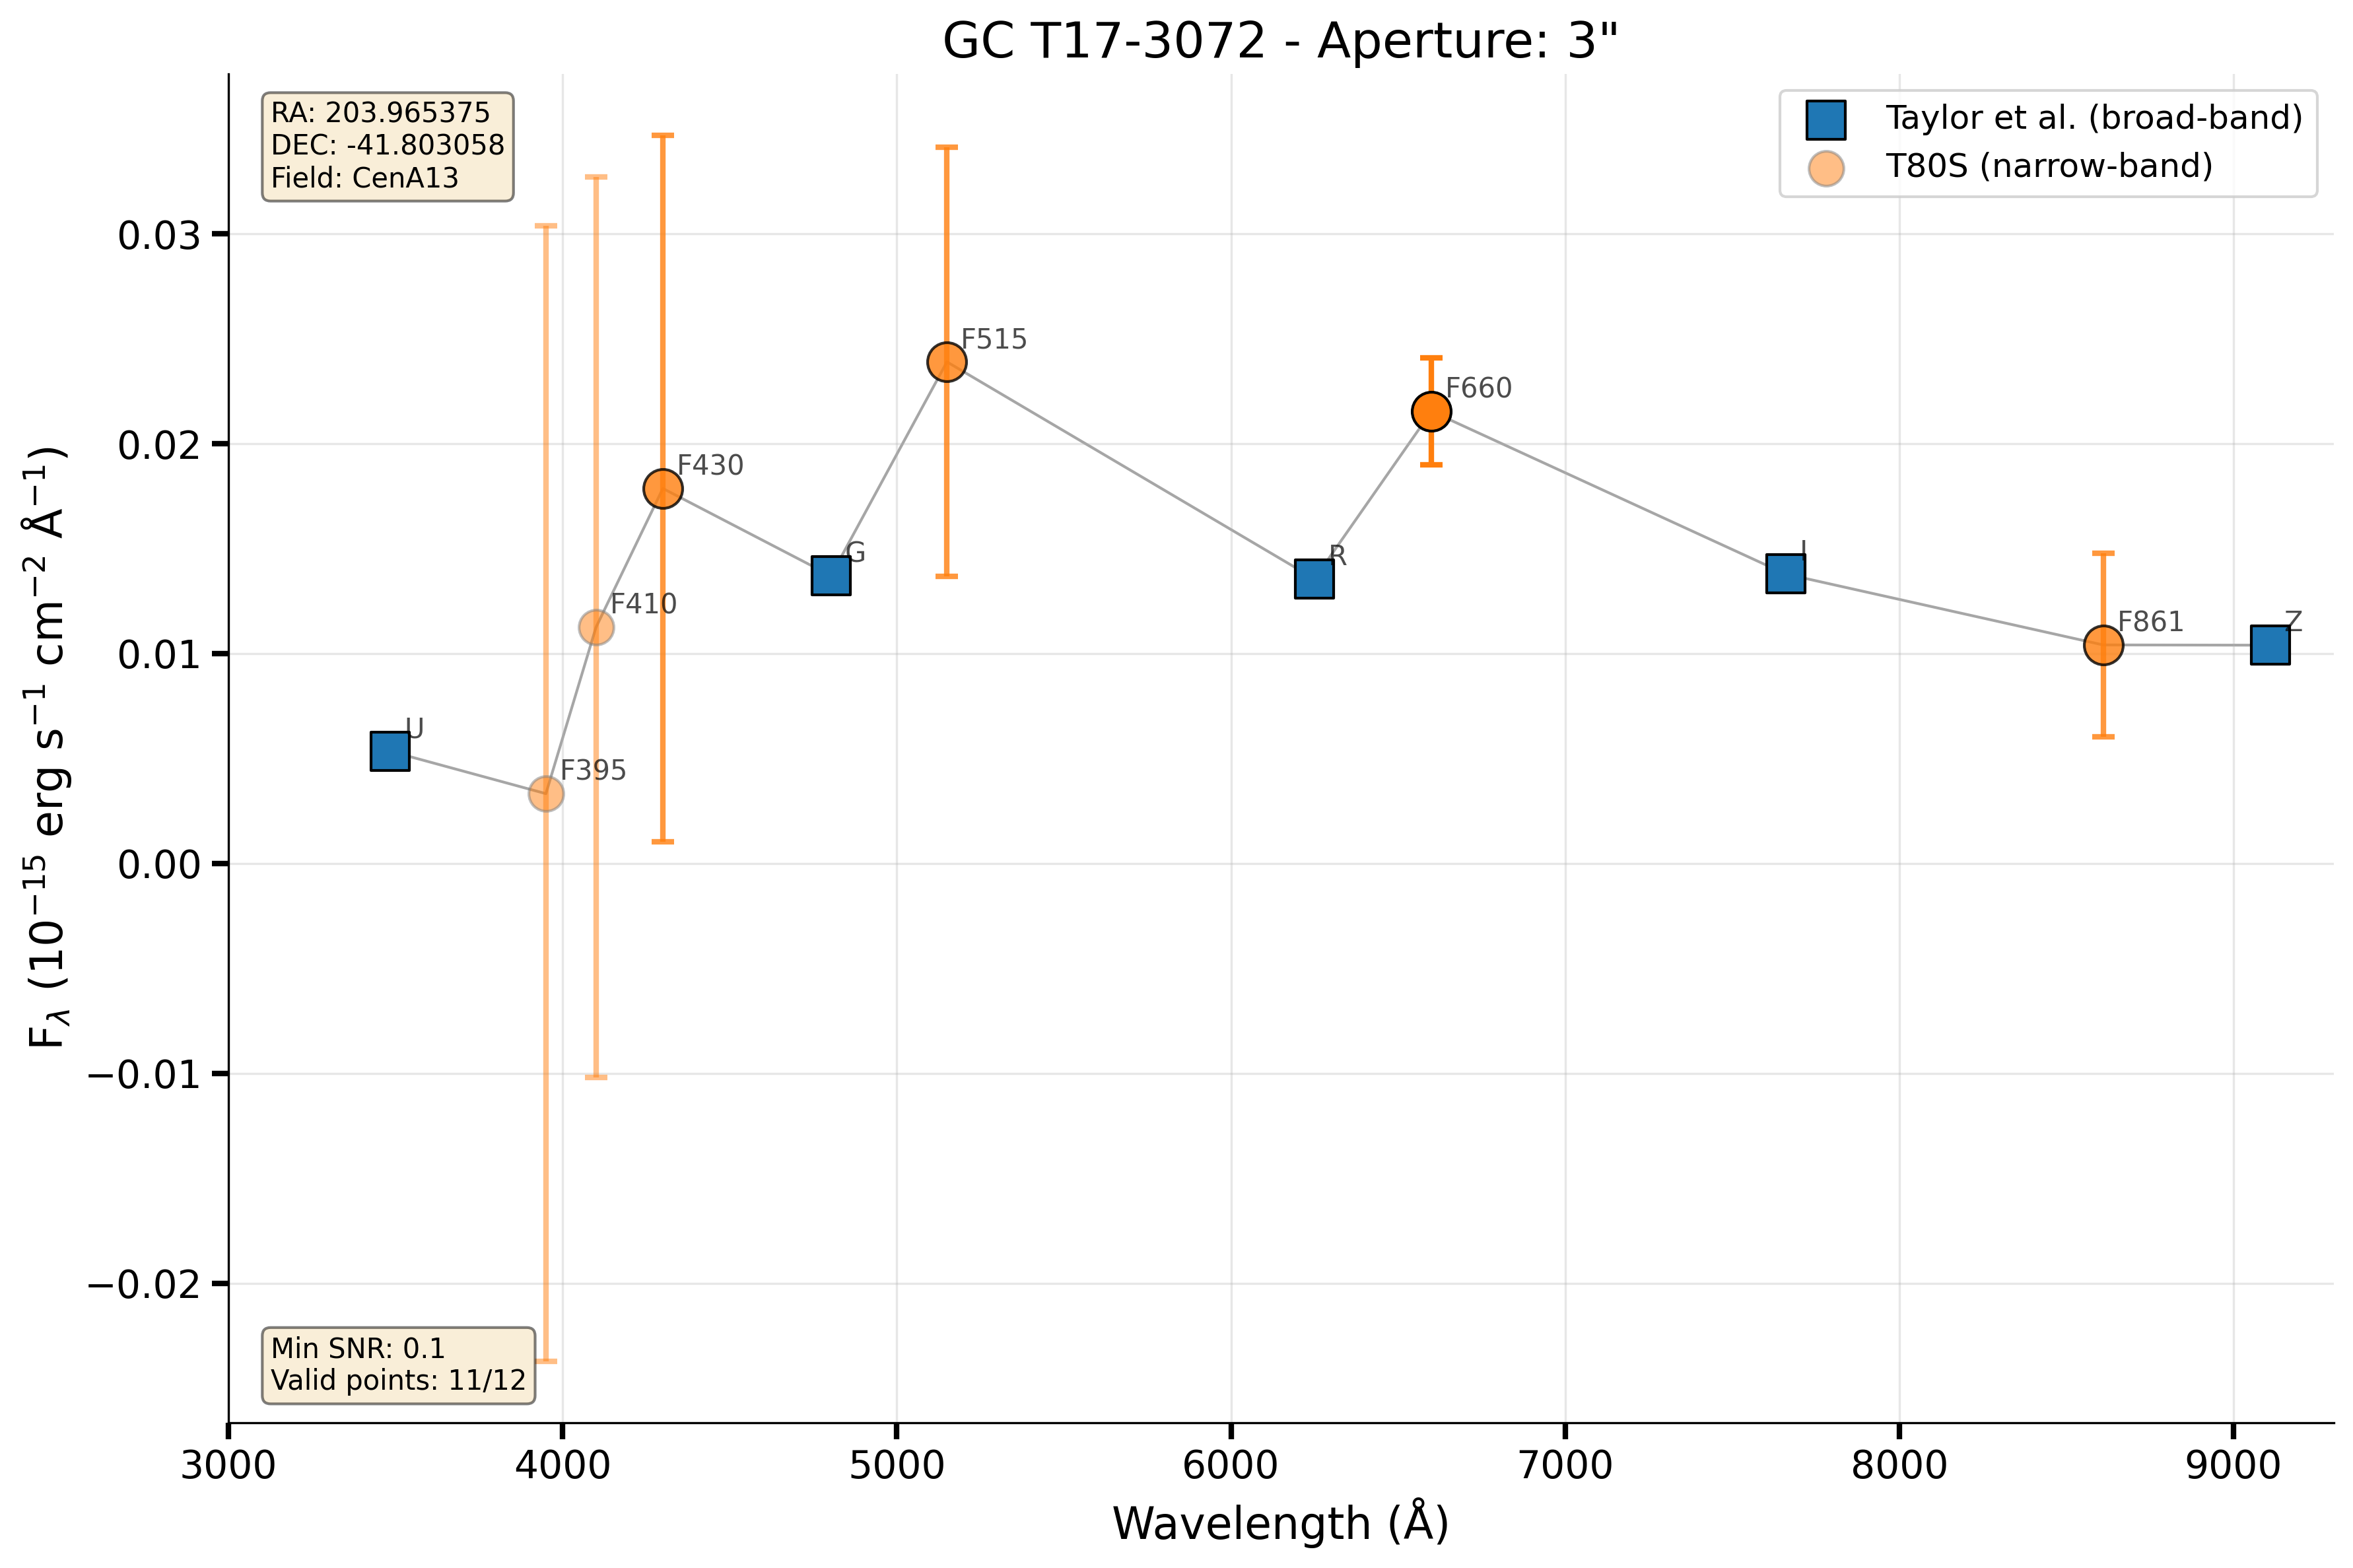 GC T17-3072 - Aperture: 3"
RA: 203.965375
DEC: -41.803058
Field: CenA13
Taylor et al. (broad-band)
T80S (narrow-band)
F515
F660
F430
G
R
I
F410
F861
Z
U
F395
0.03
0.02
0.01
0.00
−0.01
−0.02
F_λ (10⁻¹⁵ erg s⁻¹ cm⁻² Å⁻¹)
Min SNR: 0.1
Valid points: 11/12
3000 4000 5000 6000 7000 8000 9000
Wavelength (Å)